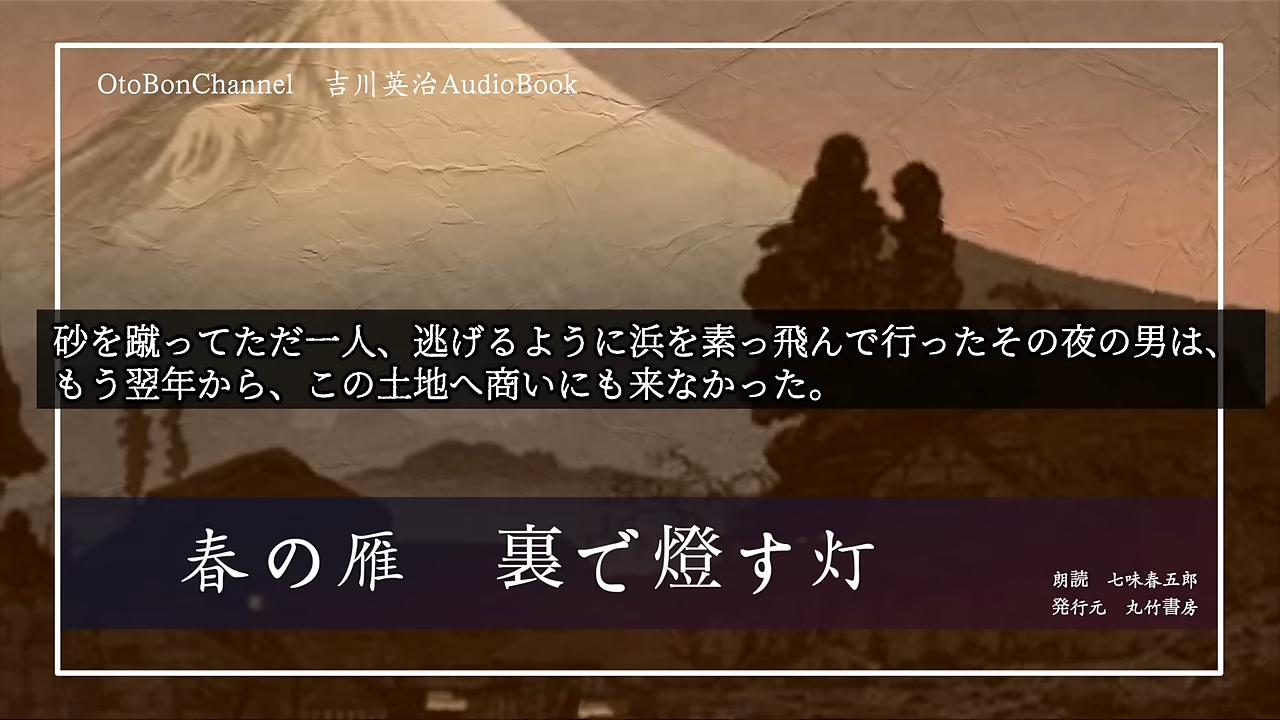 OtoBonChannel　吉川英治AudioBook
砂を蹴ってただ一人、逃げるように浜を素っ飛んで行ったその夜の男は、
もう翌年から、この土地へ商いにも来なかった。
春の雁　裏で燈す灯
朗読　七味春五郎
発行元　丸竹書房